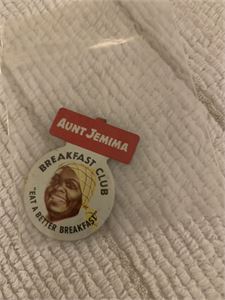 AUNT JEMIMA
BREAKFAST CLUB
"EAT A BETTER BREAKFAST"